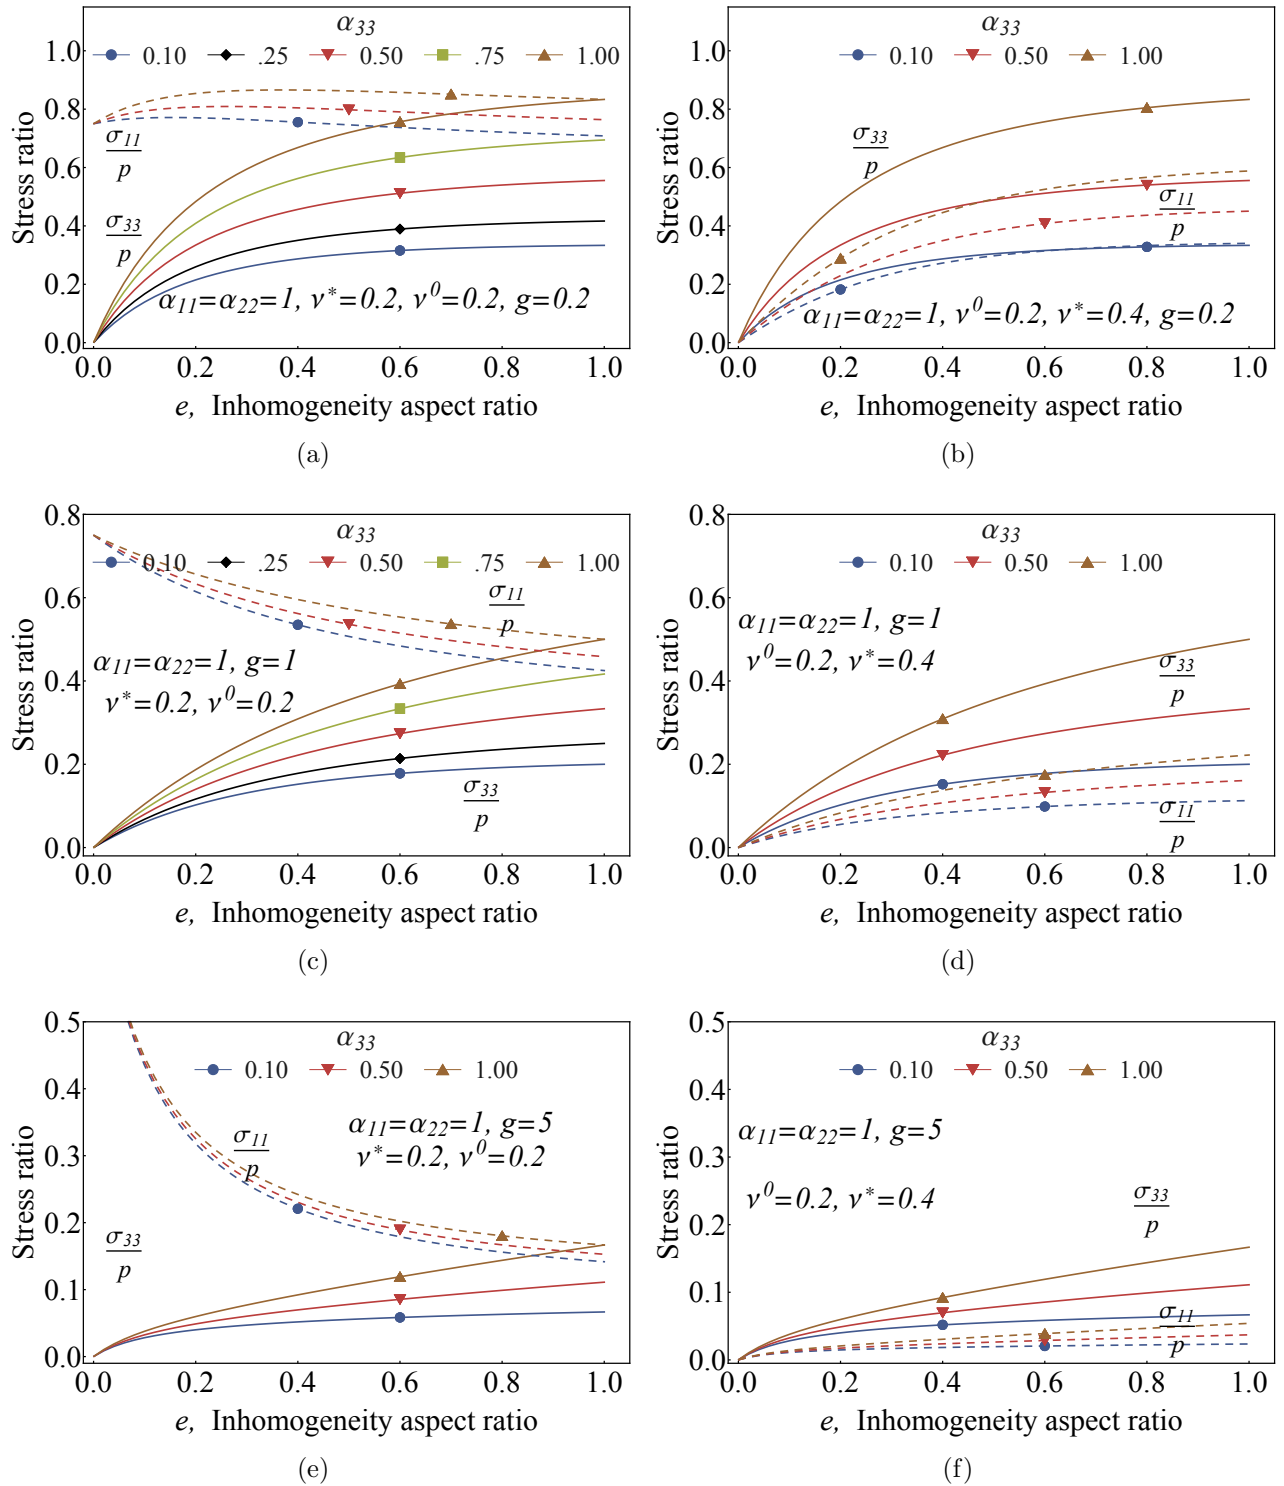 α33
0.10 .25 0.50 .75 1.00
Stress ratio
1.0
0.8
0.6
0.4
0.2
0.0
σ11
p
σ33
p
α11=α22=1, ν*=0.2, ν0=0.2, g=0.2
0.0 0.2 0.4 0.6 0.8 1.0
e, Inhomogeneity aspect ratio
(a)
α33
0.10 0.50 1.00
Stress ratio
1.0
0.8
0.6
0.4
0.2
0.0
σ33
p
σ11
p
α11=α22=1, ν0=0.2, ν*=0.4, g=0.2
0.0 0.2 0.4 0.6 0.8 1.0
e, Inhomogeneity aspect ratio
(b)
α33
0.10 .25 0.50 .75 1.00
Stress ratio
0.8
0.6
0.4
0.2
0.0
σ11
p
α11=α22=1, g=1
ν*=0.2, ν0=0.2
σ33
p
0.0 0.2 0.4 0.6 0.8 1.0
e, Inhomogeneity aspect ratio
(c)
α33
0.10 0.50 1.00
Stress ratio
0.8
0.6
0.4
0.2
0.0
α11=α22=1, g=1
ν0=0.2, ν*=0.4
σ33
p
σ11
p
0.0 0.2 0.4 0.6 0.8 1.0
e, Inhomogeneity aspect ratio
(d)
α33
0.10 0.50 1.00
Stress ratio
0.5
0.4
0.3
0.2
0.1
0.0
α11=α22=1, g=5
ν*=0.2, ν0=0.2
σ11
p
σ33
p
0.0 0.2 0.4 0.6 0.8 1.0
e, Inhomogeneity aspect ratio
(e)
α33
0.10 0.50 1.00
Stress ratio
0.5
0.4
0.3
0.2
0.1
0.0
α11=α22=1, g=5
ν0=0.2, ν*=0.4
σ33
p
σ11
p
0.0 0.2 0.4 0.6 0.8 1.0
e, Inhomogeneity aspect ratio
(f)